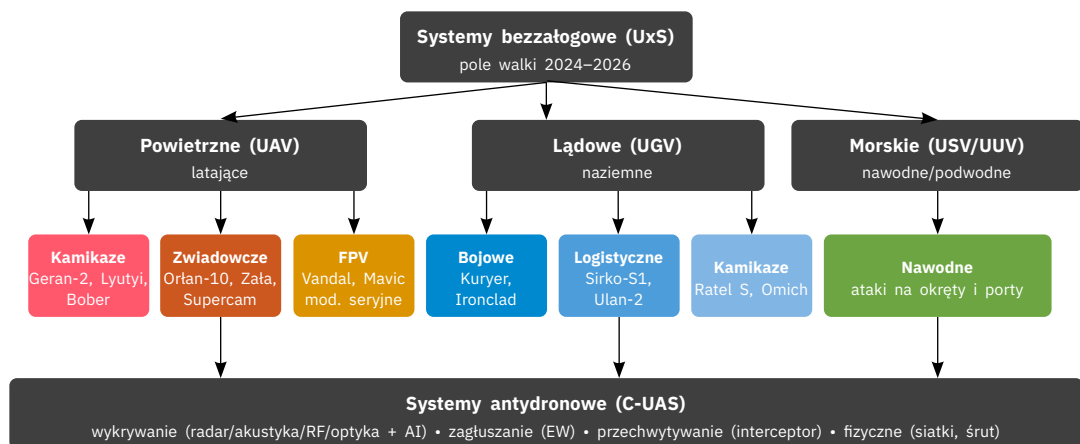 Systemy bezzałogowe (UxS)
pole walki 2024–2026
Powietrzne (UAV)
latające
Lądowe (UGV)
naziemne
Morskie (USV/UUV)
nawodne/podwodne
Kamikaze
Geran-2, Lyutyi,
Bober
Zwiadowcze
Orłan-10, Zała,
Supercam
FPV
Vandal, Mavic
mod. seryjne
Bojowe
Kuryer,
Ironclad
Logistyczne
Sirko-S1,
Ulan-2
Kamikaze
Ratel S, Omich
Nawodne
ataki na okręty i porty
Systemy antydronowe (C-UAS)
wykrywanie (radar/akustyka/RF/optyka + AI) • zagłuszanie (EW) • przechwytywanie (interceptor) • fizyczne (siatki, śrut)